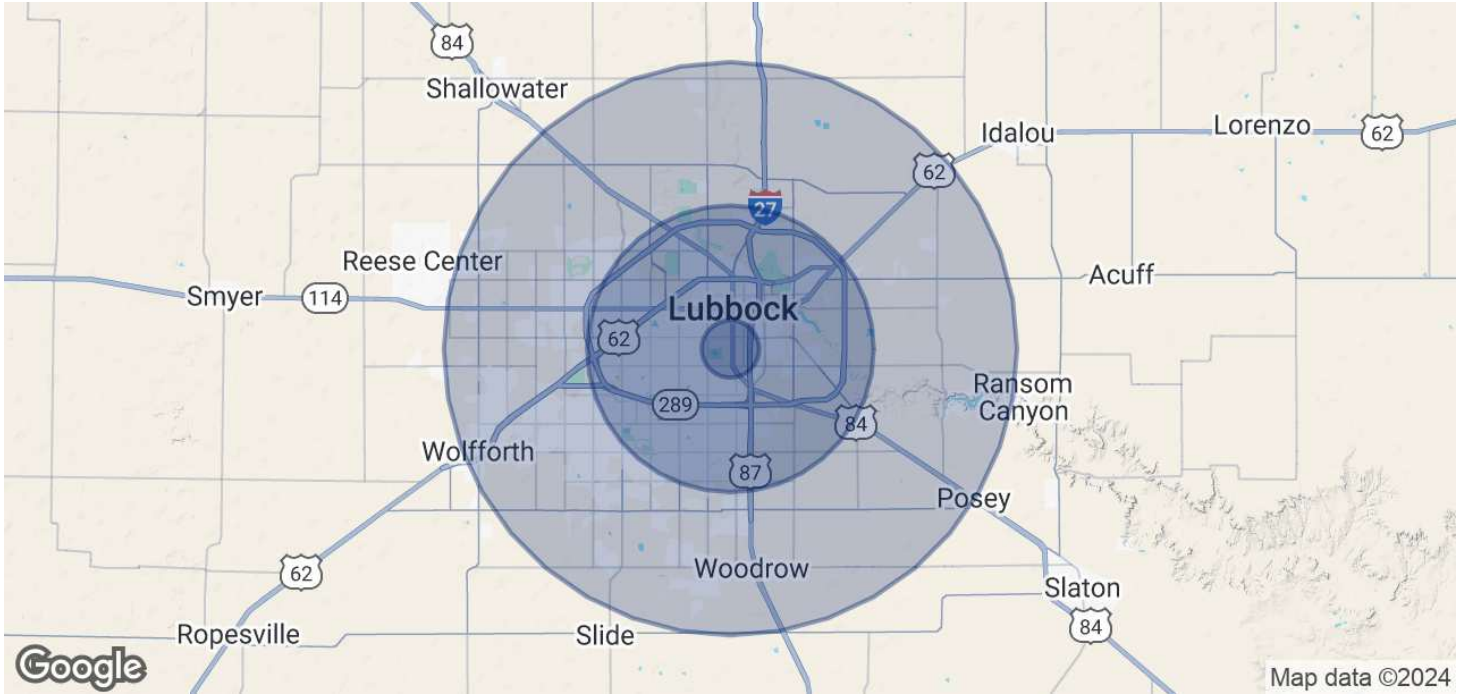 84
Shallowater
Idalou
Lorenzo
62
62
27
Reese Center
Acuff
Smyer
114
Lubbock
62
Ransom
Canyon
289
84
Wolfforth
87
Posey
62
Woodrow
Slaton
Ropesville
Slide
84
Google
Map data ©2024